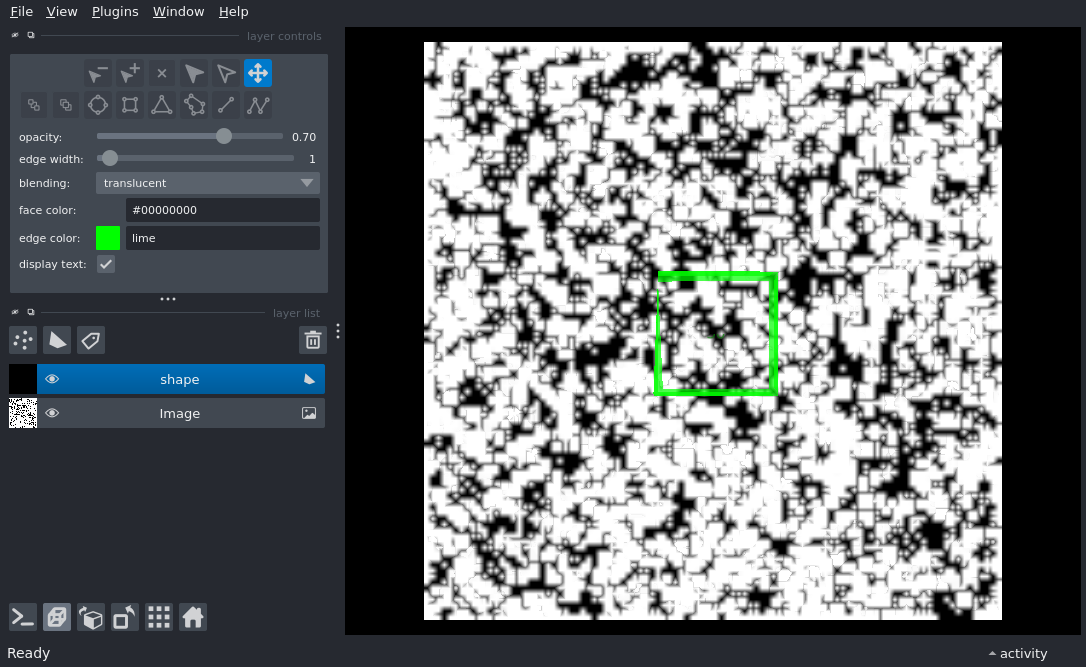 File View Plugins Window Help
layer controls
opacity: 0.70
edge width: 1
blending: translucent
face color: #00000000
edge color: lime
display text:
layer list
shape
Image
Ready activity